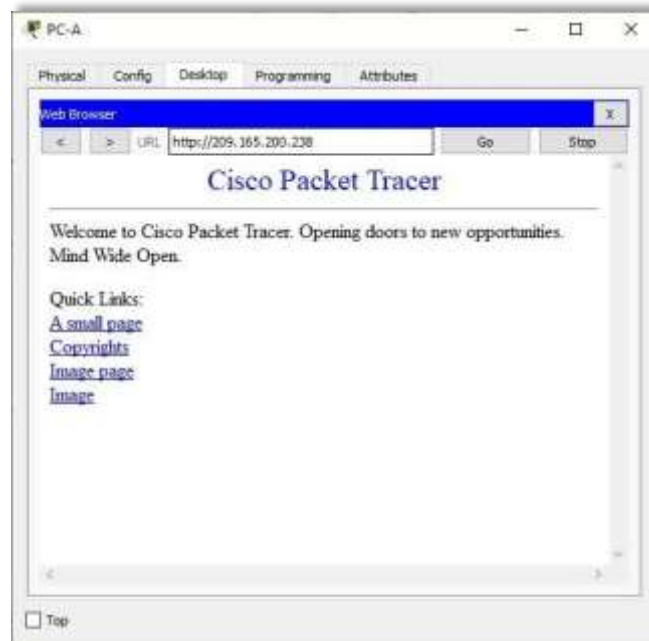 PC-A
Physical Config Desktop Programming Attributes
Web Browser X
< > URL http://209.165.200.238 Go Stop
Cisco Packet Tracer
Welcome to Cisco Packet Tracer. Opening doors to new opportunities.
Mind Wide Open.
Quick Links:
A small page
Copyrights
Image page
Image
Top